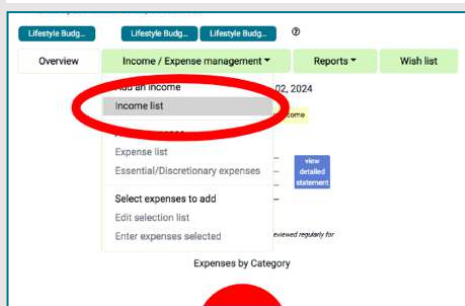 Lifestyle Budg... Lifestyle Budg... Lifestyle Budg...
Overview Income / Expense management Reports Wish list
Add an income 02, 2024
Income list
ome
Expense list
Essential/Discretionary expenses
view
detailed
statement
Select expenses to add
Edit selection list
Enter expenses selected
eviewed regularly for
Expenses by Category